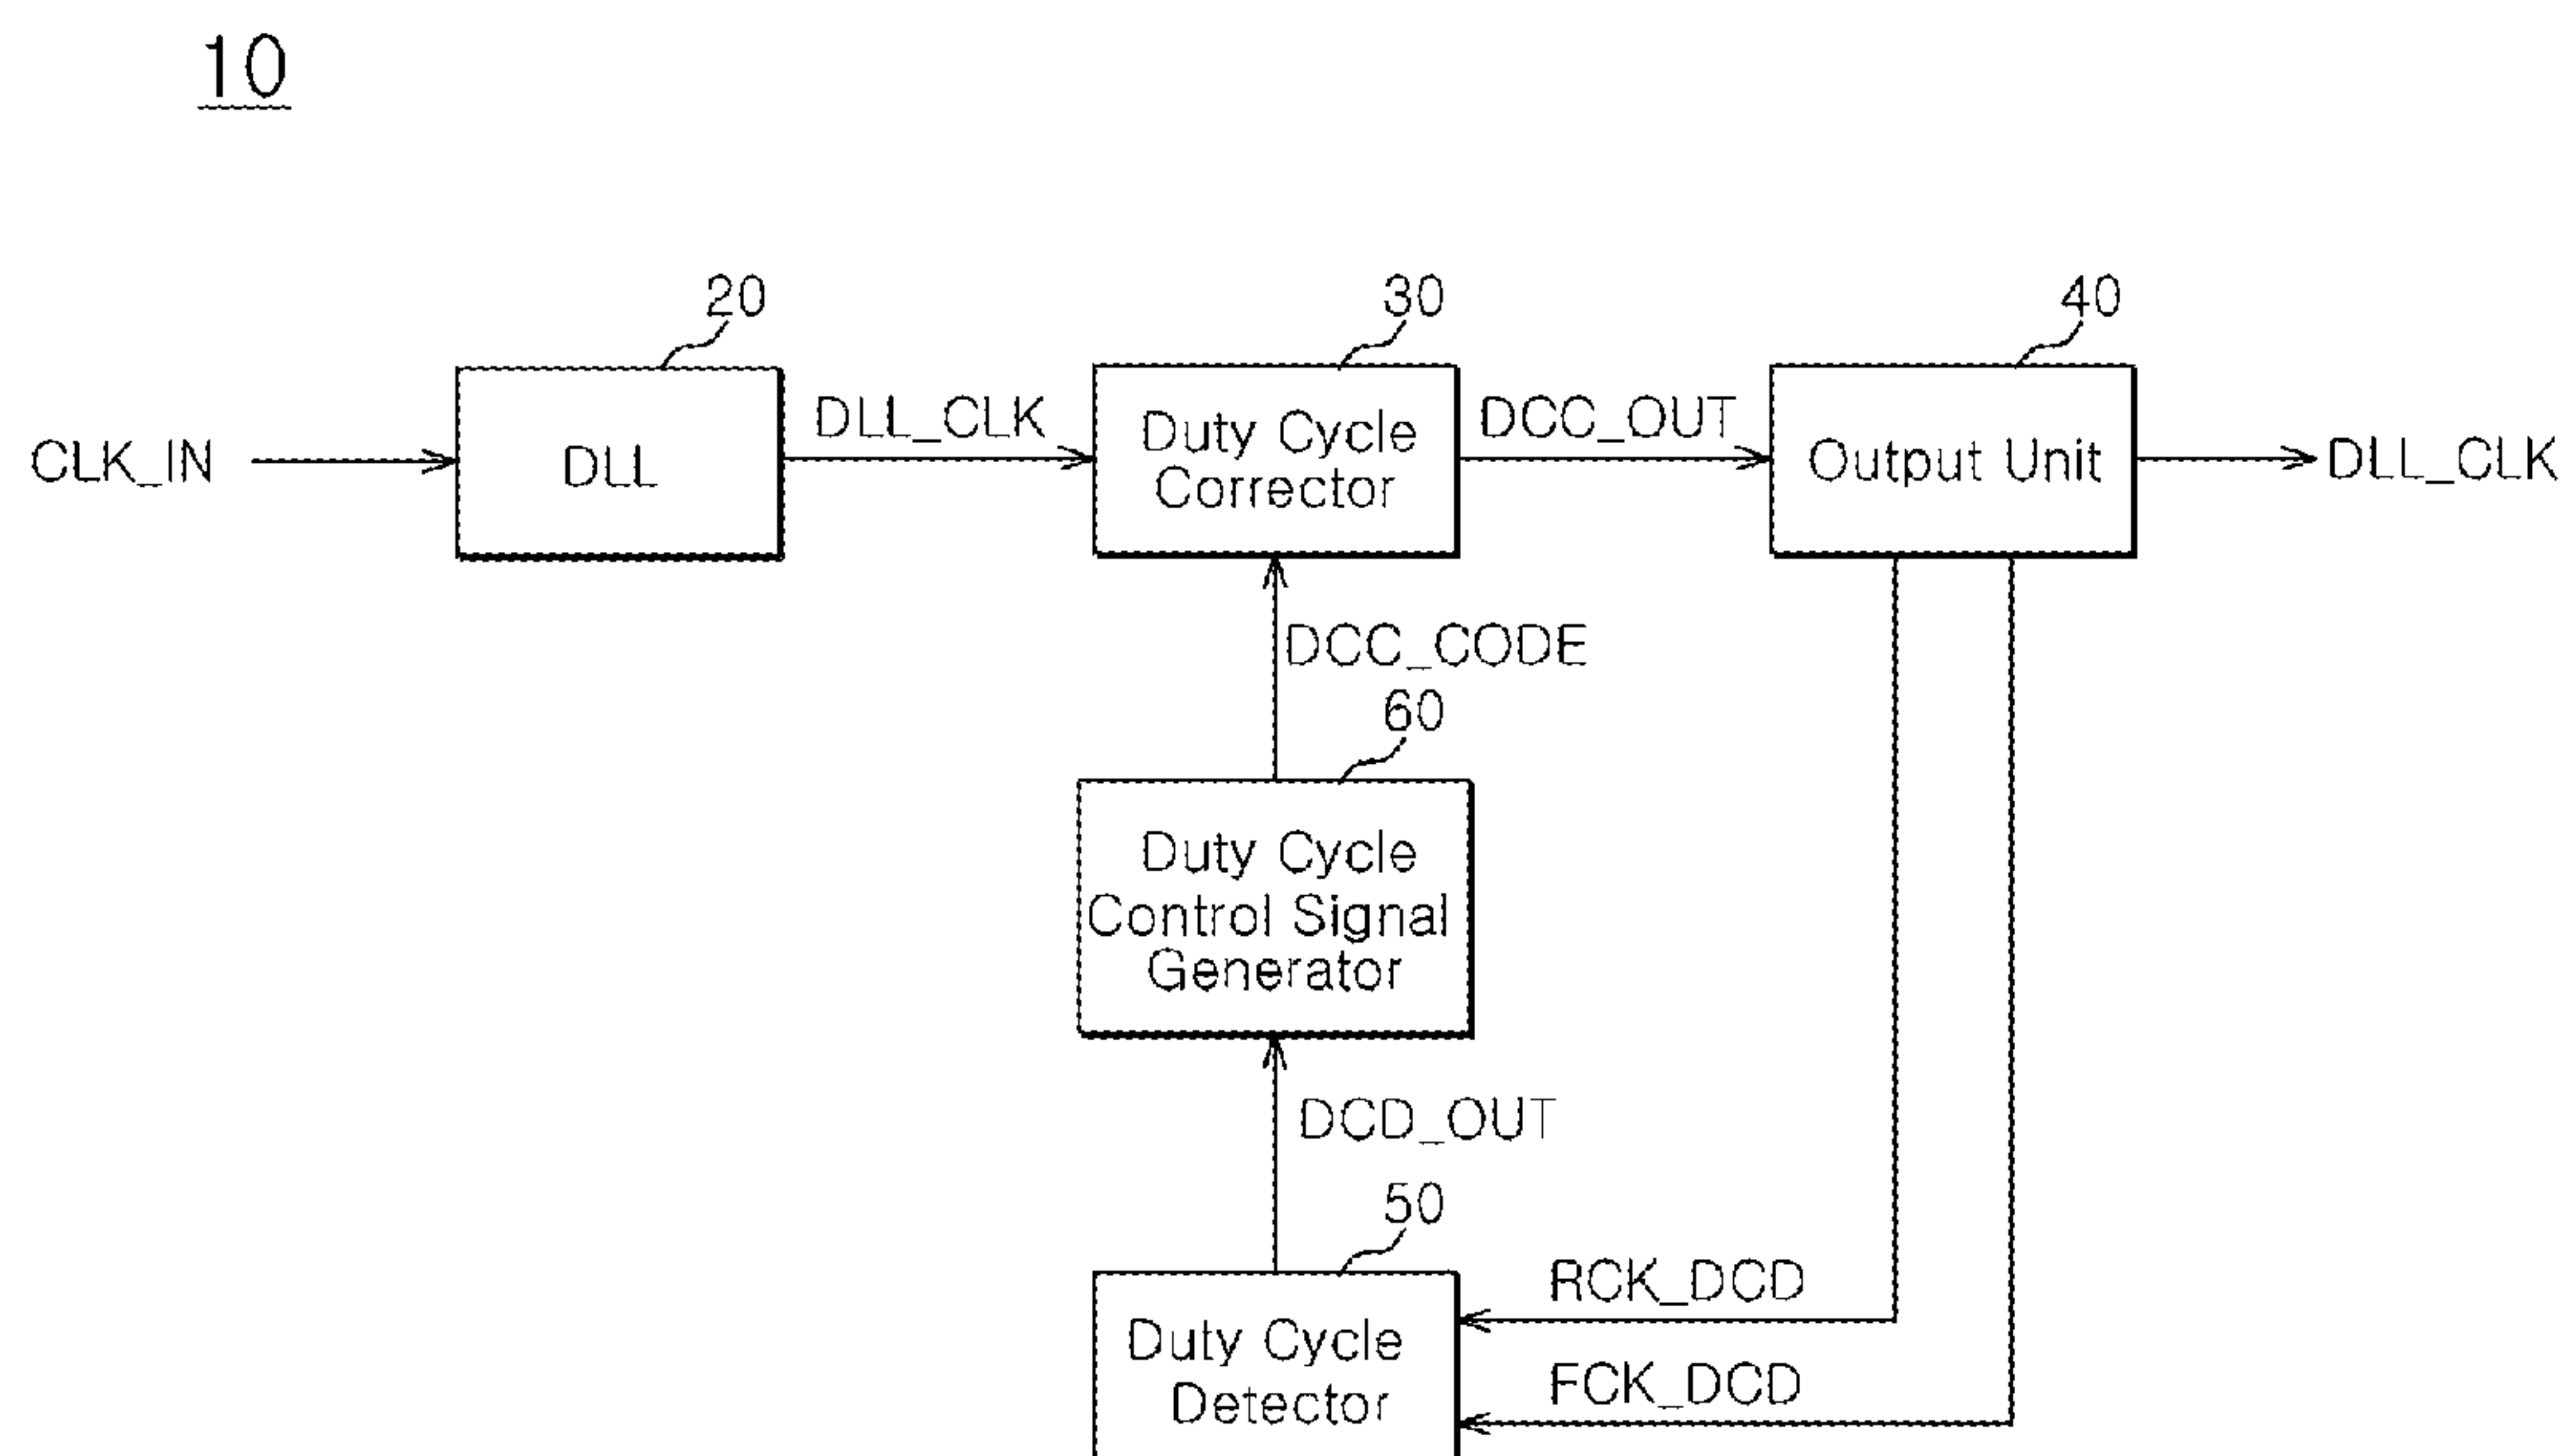 10
20
30
40
CLK_IN
DLL
DLL_CLK
Duty Cycle
Corrector
DCC_OUT
Output Unit
DLL_CLK
DCC_CODE
60
Duty Cycle
Control Signal
Generator
DCD_OUT
50
Duty Cycle
Detector
RCK_DCD
FCK_DCD